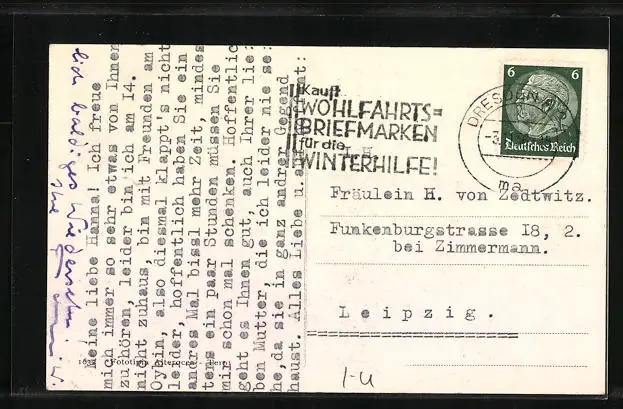 Meine liebe Hanna! Ich freue
mich immer so sehr etwas von Ihnen
zuhören, leider bin ich am 14.
nicht zuhaus, bin mit Freunden am
Oybin, also diesmal klappt's nicht
leider, hoffentlich haben Sie ein
andres Mal bissl mehr Zeit, mindes
tens ein paar Stunden müssen Sie
mir schon mal schenken. Hoffentlic
geht es Ihnen gut, auch Ihrer lie:
ben Mutter, die ich leider nie se:
he, da sie in ganz andrer Gegend
haust. Alles Liebe u. a
Kauft
WOHLFAHRTS=
BRIEFMARKEN
für die
WINTERHILFE!
DRESDEN
6 6
Deutsches Reich
Fräulein H. von Zedtwitz.
Funkenburgstrasse I8, 2.
bei Zimmermann.
Leipzig.